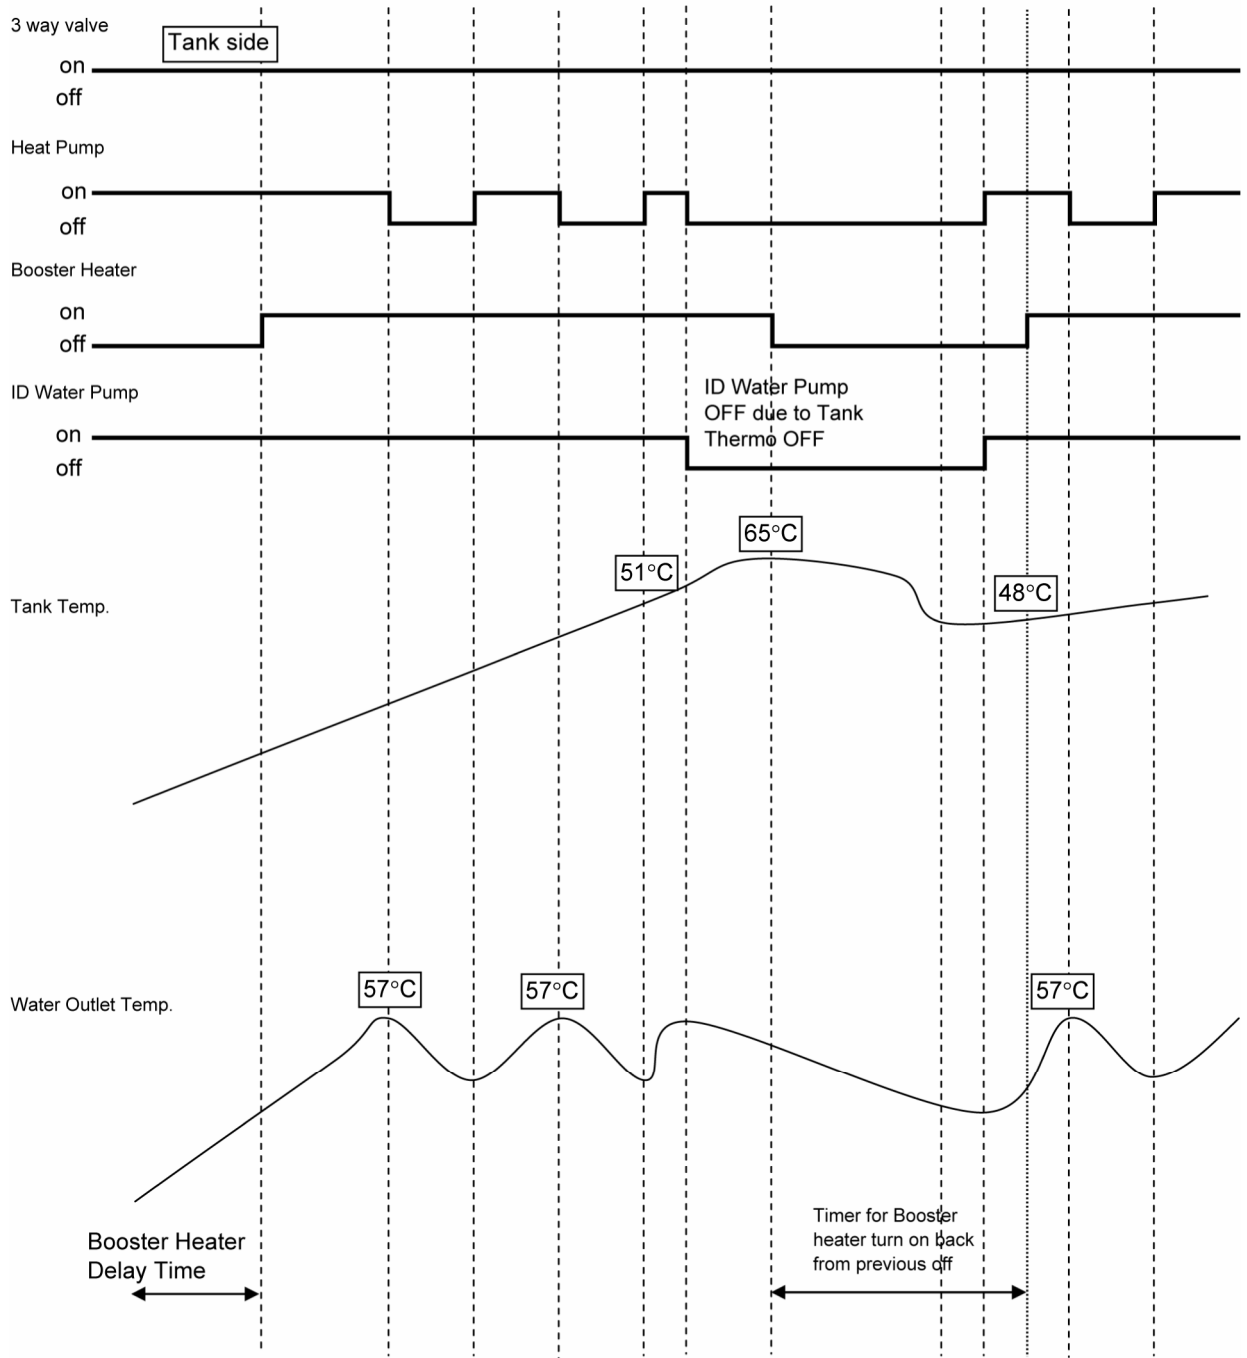 3 way valve
Tank side
on
off
Heat Pump
on
off
Booster Heater
on
off
ID Water Pump
on
off
ID Water Pump
OFF due to Tank
Thermo OFF
65°C
51°C
48°C
Tank Temp.
57°C
57°C
57°C
Water Outlet Temp.
Booster Heater
Delay Time
Timer for Booster
heater turn on back
from previous off